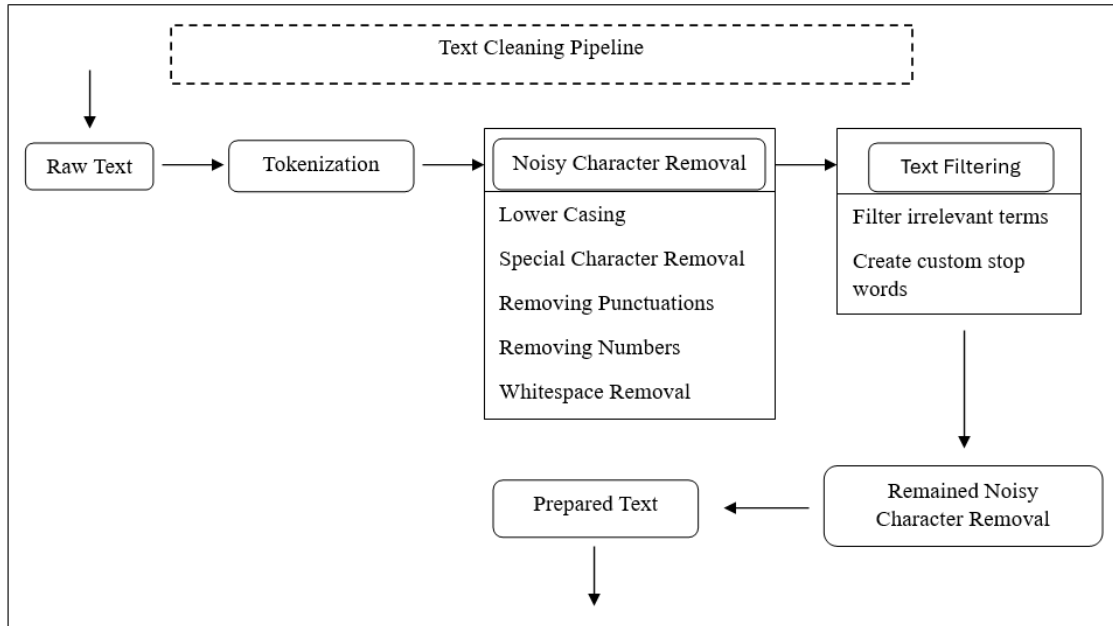 Text Cleaning Pipeline
Raw Text
Tokenization
Noisy Character Removal
Lower Casing
Special Character Removal
Removing Punctuations
Removing Numbers
Whitespace Removal
Text Filtering
Filter irrelevant terms
Create custom stop
words
Remained Noisy
Character Removal
Prepared Text